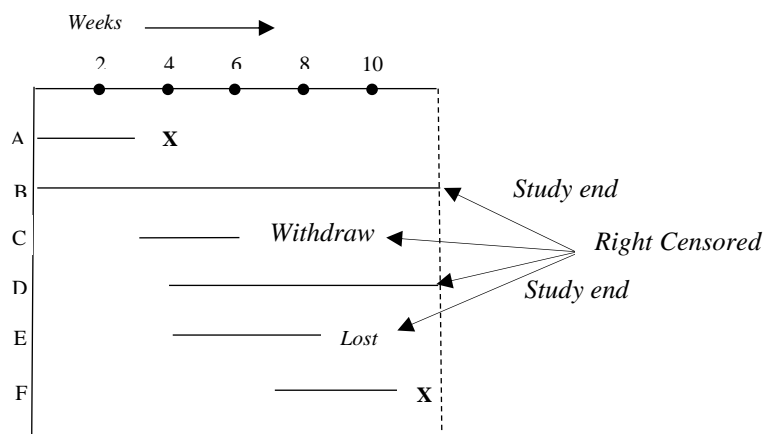 Weeks
2 4 6 8 10
A X
B Study end
C Withdraw Right Censored
D Study end
E Lost
F X